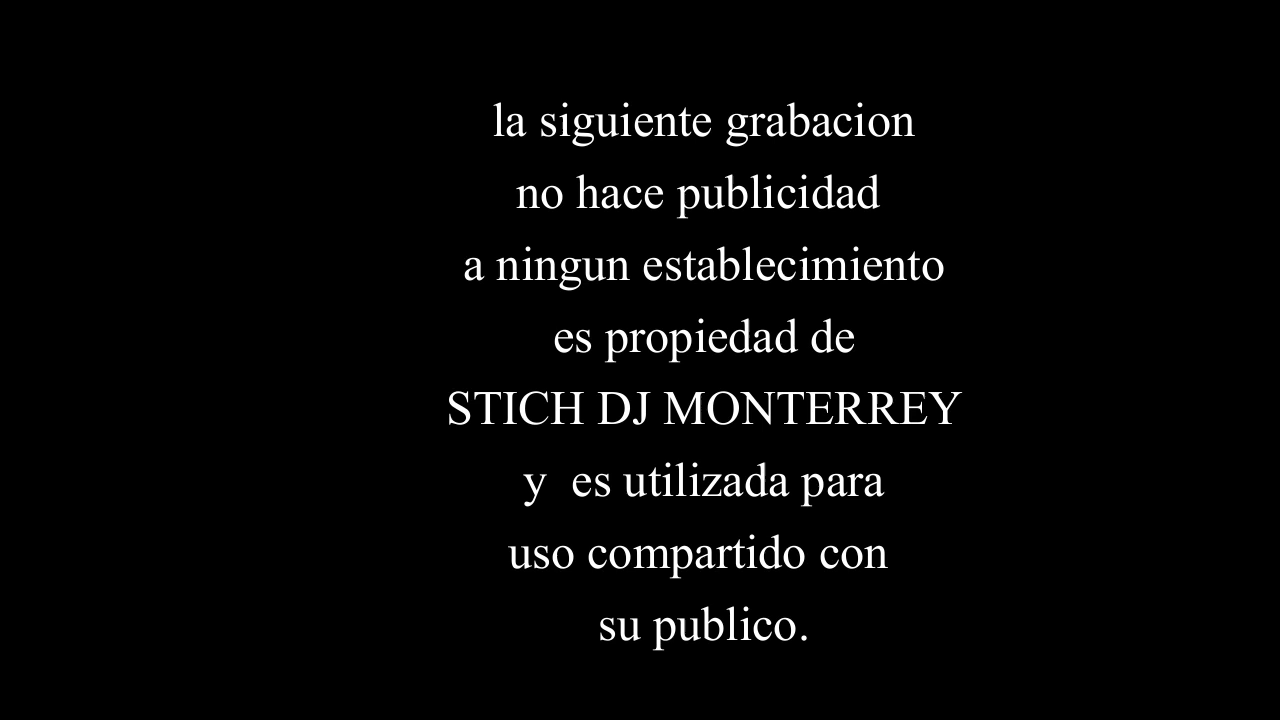 la siguiente grabacion
no hace publicidad
a ningun establecimiento
es propiedad de
STICH DJ MONTERREY
y  es utilizada para
uso compartido con
su publico.